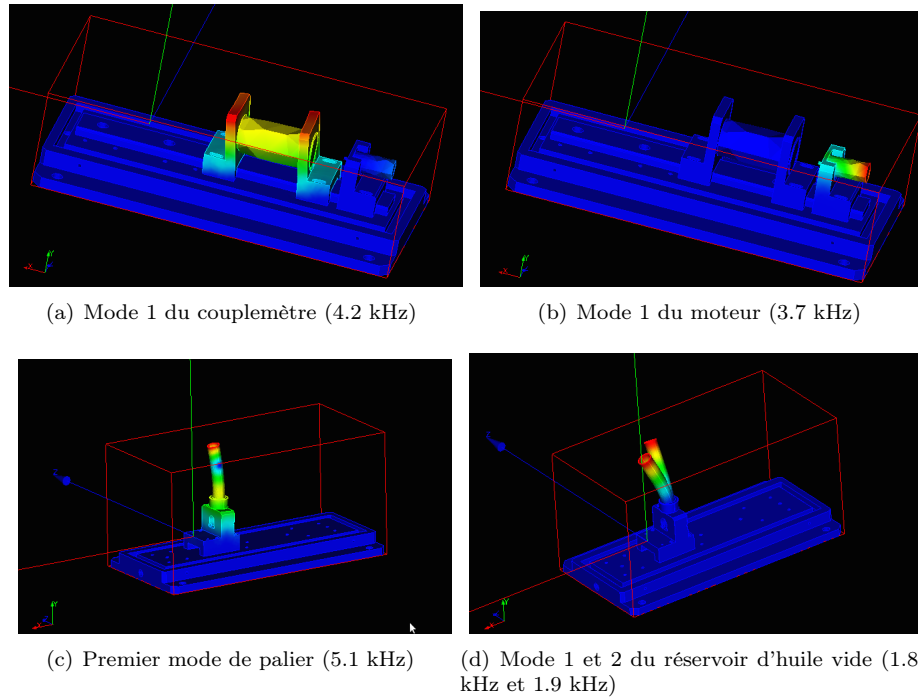 (a) Mode 1 du couplemètre (4.2 kHz)
(b) Mode 1 du moteur (3.7 kHz)
(c) Premier mode de palier (5.1 kHz)
(d) Mode 1 et 2 du réservoir d'huile vide (1.8
kHz et 1.9 kHz)